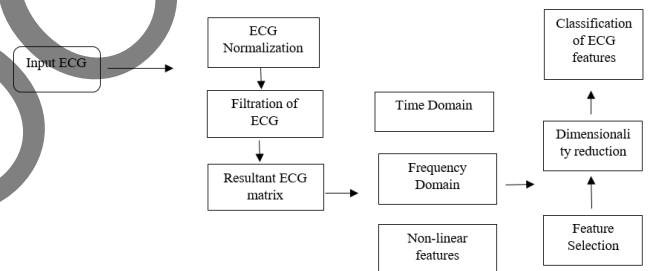 Input ECG
ECG
Normalization
Filtration of
ECG
Resultant ECG
matrix
Time Domain
Frequency
Domain
Non-linear
features
Classification
of ECG
features
Dimensionali
ty reduction
Feature
Selection